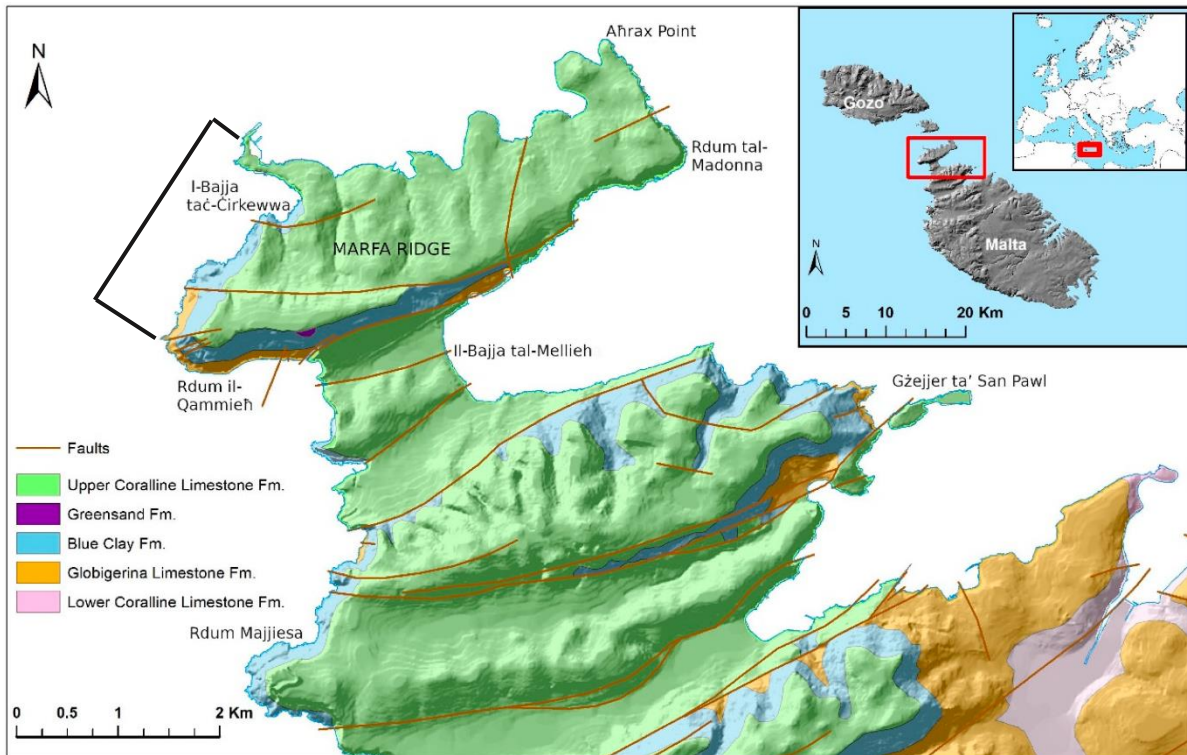 N
Aħrax Point
Rdum tal-
Madonna
l-Bajja
taċ-Ċirkewwa
MARFA RIDGE
Rdum il-
Qammieħ
Il-Bajja tal-Mellieh
Gżejjer ta' San Pawl
Rdum Majjiesa
Faults
Upper Coralline Limestone Fm.
Greensand Fm.
Blue Clay Fm.
Globigerina Limestone Fm.
Lower Coralline Limestone Fm.
0 0.5 1 2 Km
Gozo
Malta
N
0 5 10 20 Km